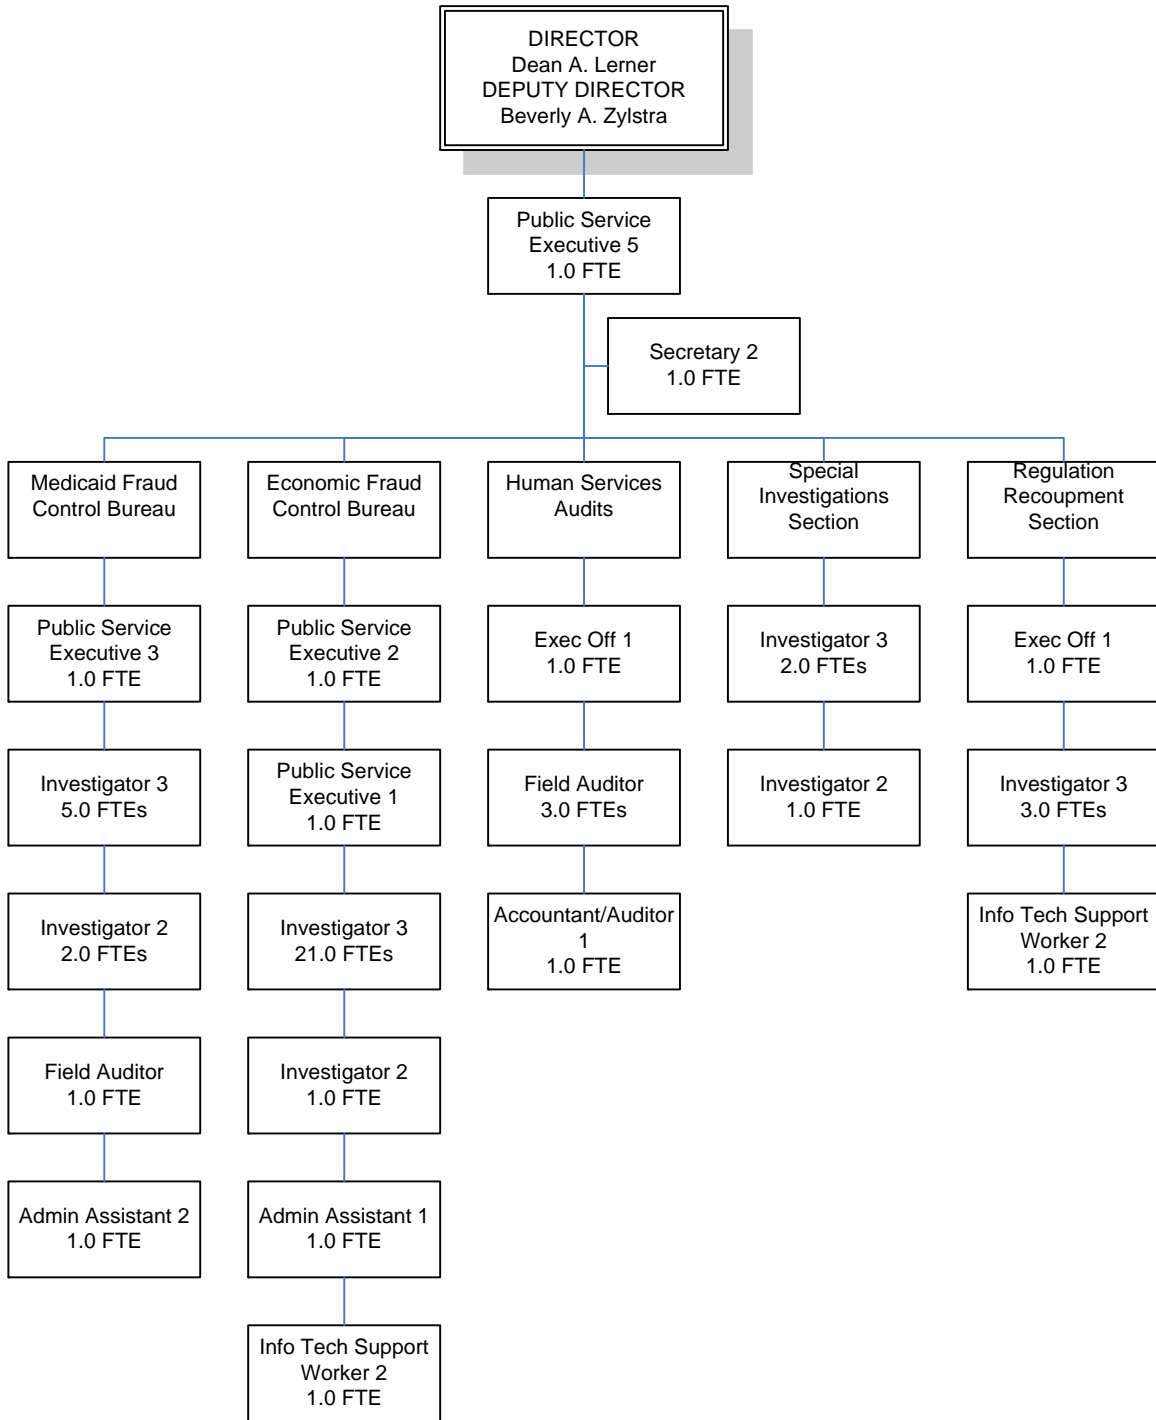 DIRECTOR
Dean A. Lerner
DEPUTY DIRECTOR
Beverly A. Zylstra
Public Service
Executive 5
1.0 FTE
Secretary 2
1.0 FTE
Medicaid Fraud
Control Bureau
Economic Fraud
Control Bureau
Human Services
Audits
Special
Investigations
Section
Regulation
Recoupment
Section
Public Service
Executive 3
1.0 FTE
Public Service
Executive 2
1.0 FTE
Exec Off 1
1.0 FTE
Investigator 3
2.0 FTEs
Exec Off 1
1.0 FTE
Investigator 3
5.0 FTEs
Public Service
Executive 1
1.0 FTE
Field Auditor
3.0 FTEs
Investigator 2
1.0 FTE
Investigator 3
3.0 FTEs
Investigator 2
2.0 FTEs
Investigator 3
21.0 FTEs
Accountant/Auditor
1
1.0 FTE
Info Tech Support
Worker 2
1.0 FTE
Field Auditor
1.0 FTE
Investigator 2
1.0 FTE
Admin Assistant 2
1.0 FTE
Admin Assistant 1
1.0 FTE
Info Tech Support
Worker 2
1.0 FTE